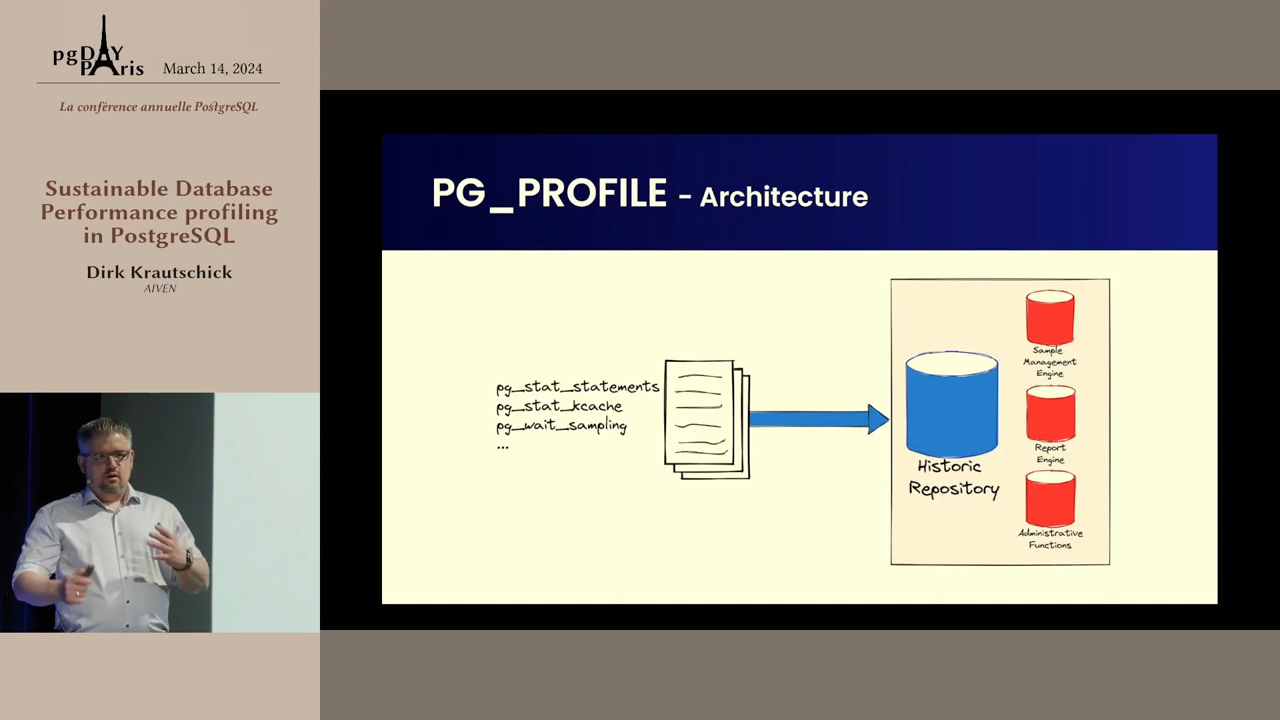 pgDAY
PAris
March 14, 2024
La conférence annuelle PostgreSQL
Sustainable Database
Performance profiling
in PostgreSQL
Dirk Krautschick
AIVEN
PG_PROFILE - Architecture
pg_stat_statements
pg_stat_kcache
pg_wait_sampling
...
Historic
Repository
Sample
Management
Engine
Report
Engine
Administrative
Functions